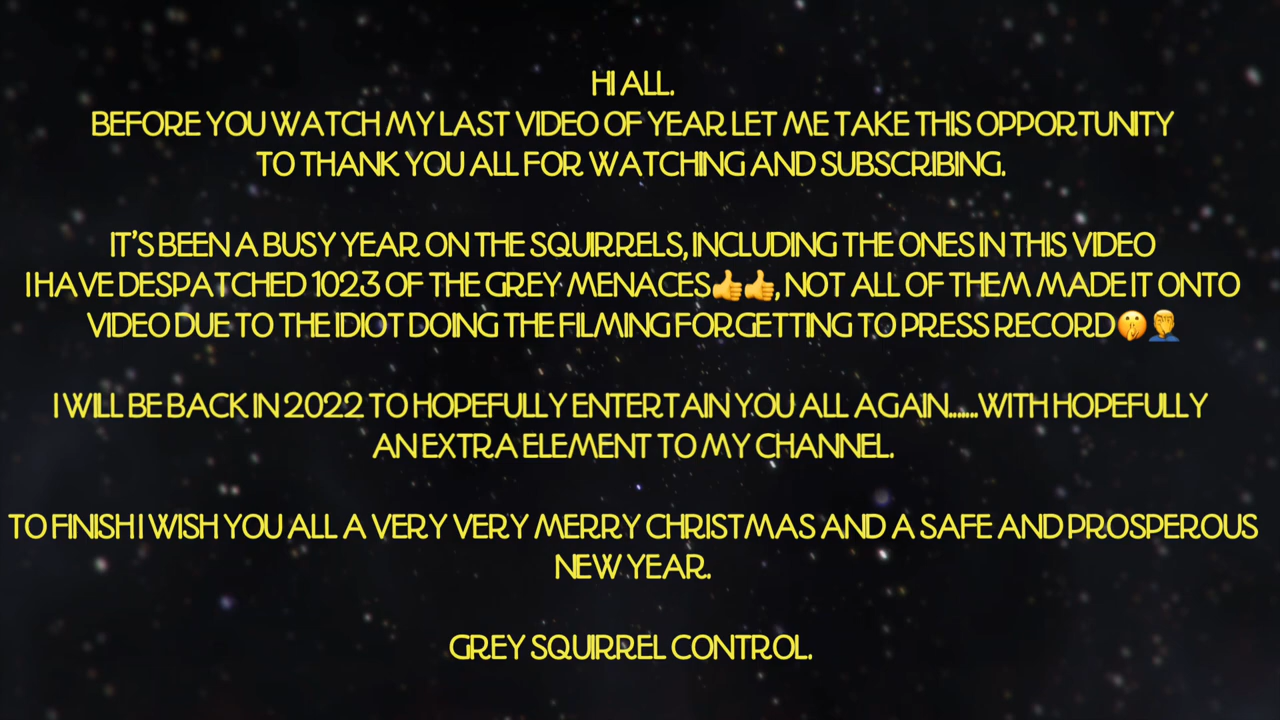 HI ALL.
BEFORE YOU WATCH MY LAST VIDEO OF YEAR LET ME TAKE THIS OPPORTUNITY
TO THANK YOU ALL FOR WATCHING AND SUBSCRIBING.
IT'S BEEN A BUSY YEAR ON THE SQUIRRELS, INCLUDING THE ONES IN THIS VIDEO
I HAVE DESPATCHED 1023 OF THE GREY MENACES👍👍, NOT ALL OF THEM MADE IT ONTO
VIDEO DUE TO THE IDIOT DOING THE FILMING FORGETTING TO PRESS RECORD🤫🤦‍♂️
I WILL BE BACK IN 2022 TO HOPEFULLY ENTERTAIN YOU ALL AGAIN.......WITH HOPEFULLY
AN EXTRA ELEMENT TO MY CHANNEL.
TO FINISH I WISH YOU ALL A VERY VERY MERRY CHRISTMAS AND A SAFE AND PROSPEROUS
NEW YEAR.
GREY SQUIRREL CONTROL.